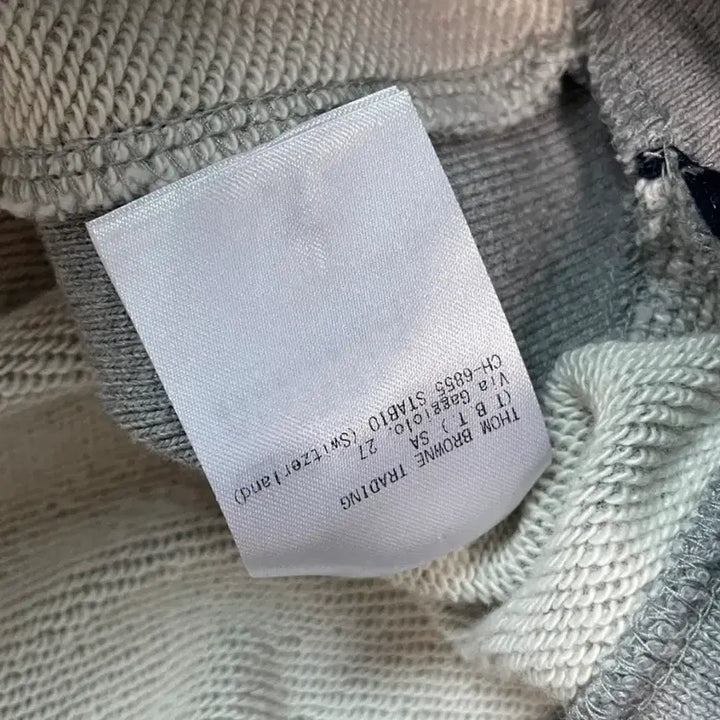 THOM BROWNE TRADING
(T B T) SA
Via Gaggiolo, 27
CH-6855 STABIO (Switzerland)